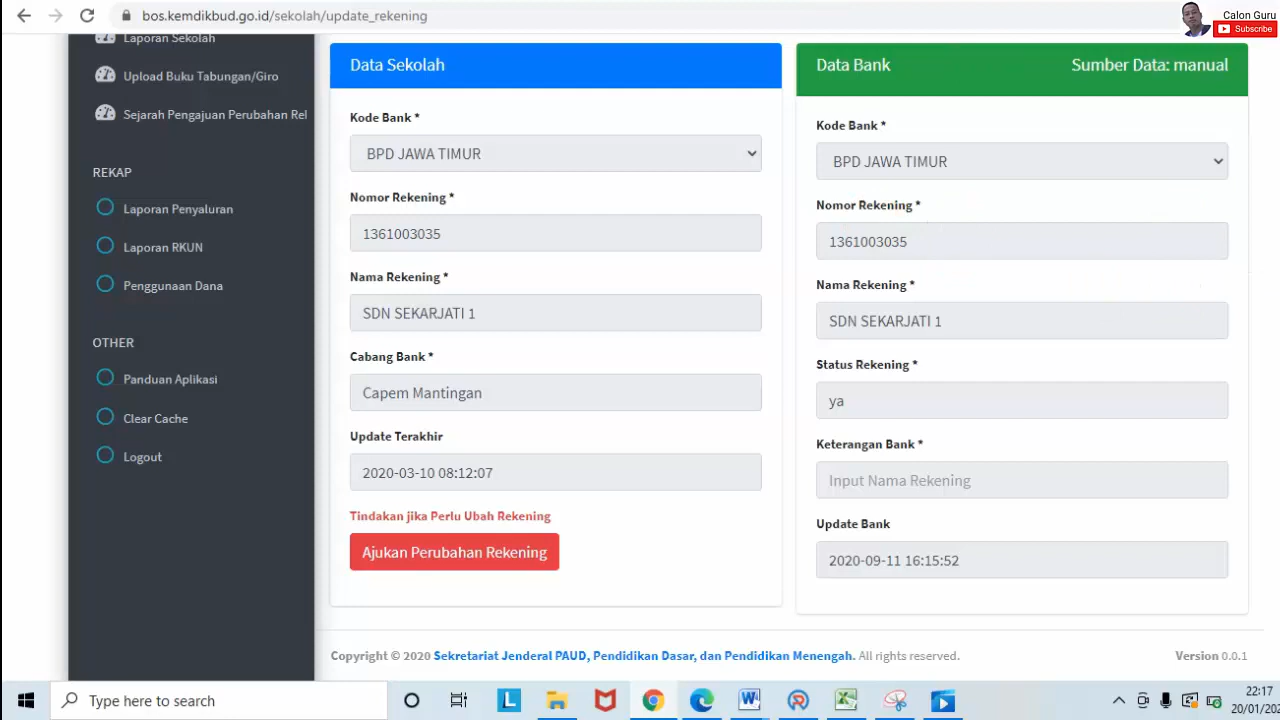 bos.kemdikbud.go.id/sekolah/update_rekening
Calon Guru
Subscribe
Laporan Sekolah
Upload Buku Tabungan/Giro
Sejarah Pengajuan Perubahan Rel
REKAP
Laporan Penyaluran
Laporan RKUN
Penggunaan Dana
OTHER
Panduan Aplikasi
Clear Cache
Logout
Data Sekolah
Kode Bank *
BPD JAWA TIMUR
Nomor Rekening *
1361003035
Nama Rekening *
SDN SEKARJATI 1
Cabang Bank *
Capem Mantingan
Update Terakhir
2020-03-10 08:12:07
Tindakan jika Perlu Ubah Rekening
Ajukan Perubahan Rekening
Data Bank Sumber Data: manual
Kode Bank *
BPD JAWA TIMUR
Nomor Rekening *
1361003035
Nama Rekening *
SDN SEKARJATI 1
Status Rekening *
ya
Keterangan Bank *
Input Nama Rekening
Update Bank
2020-09-11 16:15:52
Copyright © 2020 Sekretariat Jenderal PAUD, Pendidikan Dasar, dan Pendidikan Menengah. All rights reserved. Version 0.0.1
Type here to search
22:17
20/01/202